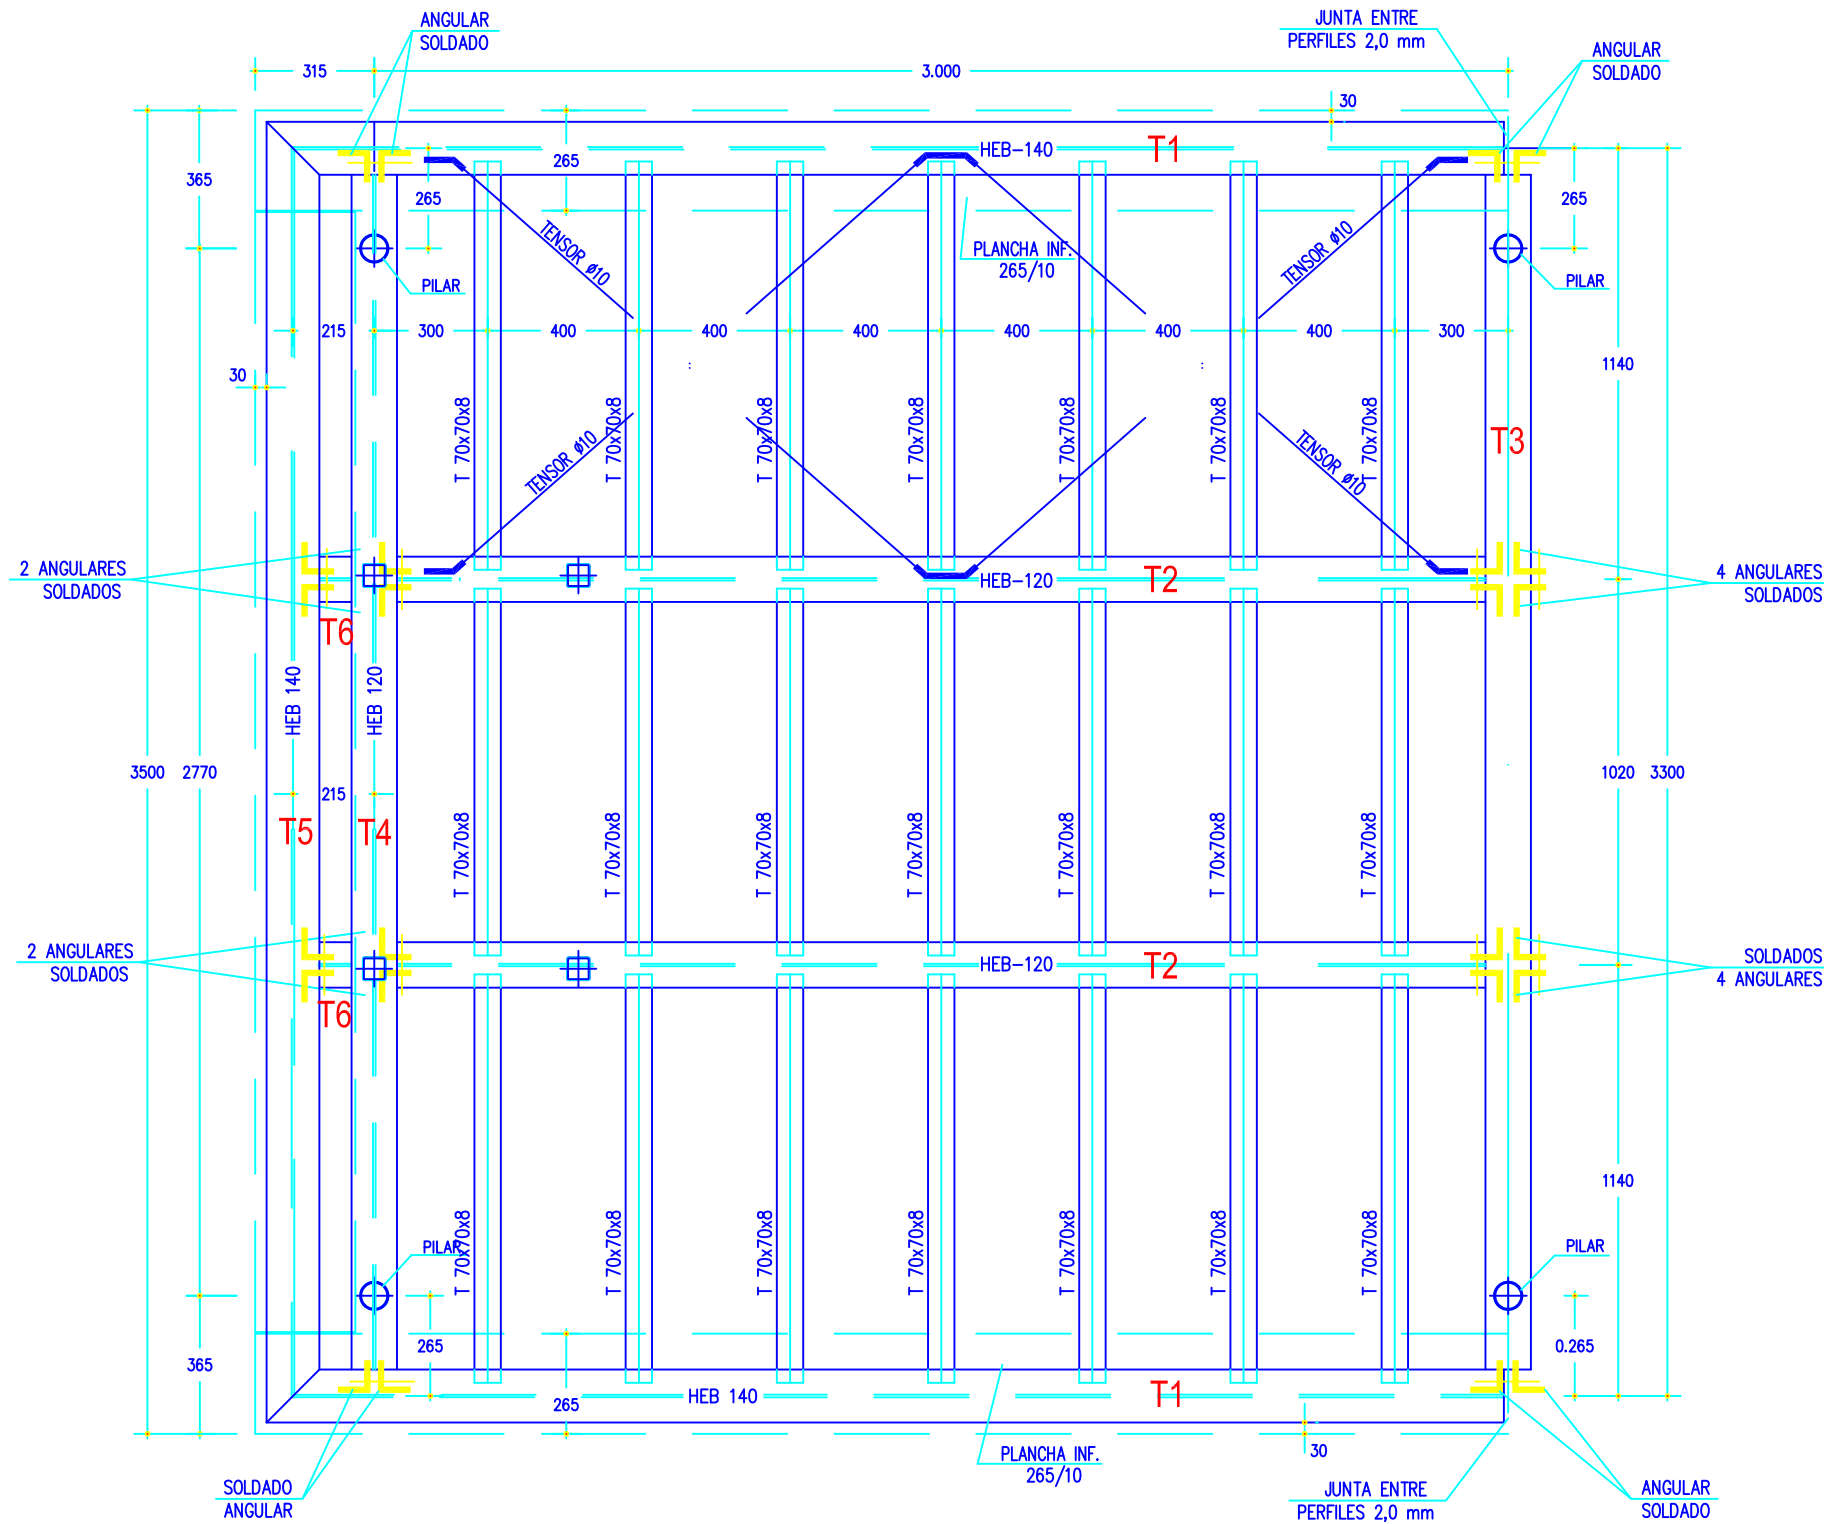 ANGULAR
SOLDADO
JUNTA ENTRE
PERFILES 2,0 mm
ANGULAR
SOLDADO
315
3.000
30
HEB-140
T1
265
365
265
265
TENSOR ø10
TENSOR ø10
PLANCHA INF.
265/10
PILAR
PILAR
215
300
400
400
400
400
400
400
300
1140
30
T 70x70x8
T 70x70x8
T 70x70x8
T 70x70x8
T 70x70x8
T 70x70x8
T 70x70x8
T3
TENSOR ø10
TENSOR ø10
2 ANGULARES
SOLDADOS
HEB-120
T2
4 ANGULARES
SOLDADOS
T6
HEB 140
HEB 120
3500
2770
1020
3300
215
T5
T4
T 70x70x8
T 70x70x8
T 70x70x8
T 70x70x8
T 70x70x8
T 70x70x8
T 70x70x8
2 ANGULARES
SOLDADOS
HEB-120
T2
SOLDADOS
4 ANGULARES
T6
1140
T 70x70x8
T 70x70x8
T 70x70x8
T 70x70x8
T 70x70x8
T 70x70x8
T 70x70x8
PILAR
PILAR
365
265
0.265
265
HEB 140
T1
PLANCHA INF.
265/10
30
SOLDADO
ANGULAR
JUNTA ENTRE
PERFILES 2,0 mm
ANGULAR
SOLDADO